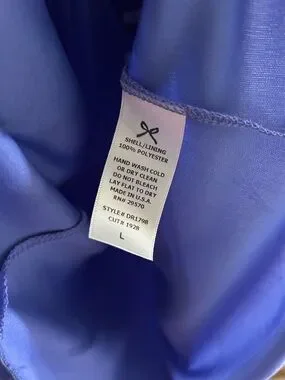 SHELL/LINING
100% POLYESTER
HAND WASH COLD
OR DRY CLEAN
DO NOT BLEACH
LAY FLAT TO DRY
MADE IN U.S.A.
RN# 29570
STYLE# DR1798
CUT# 1928
L